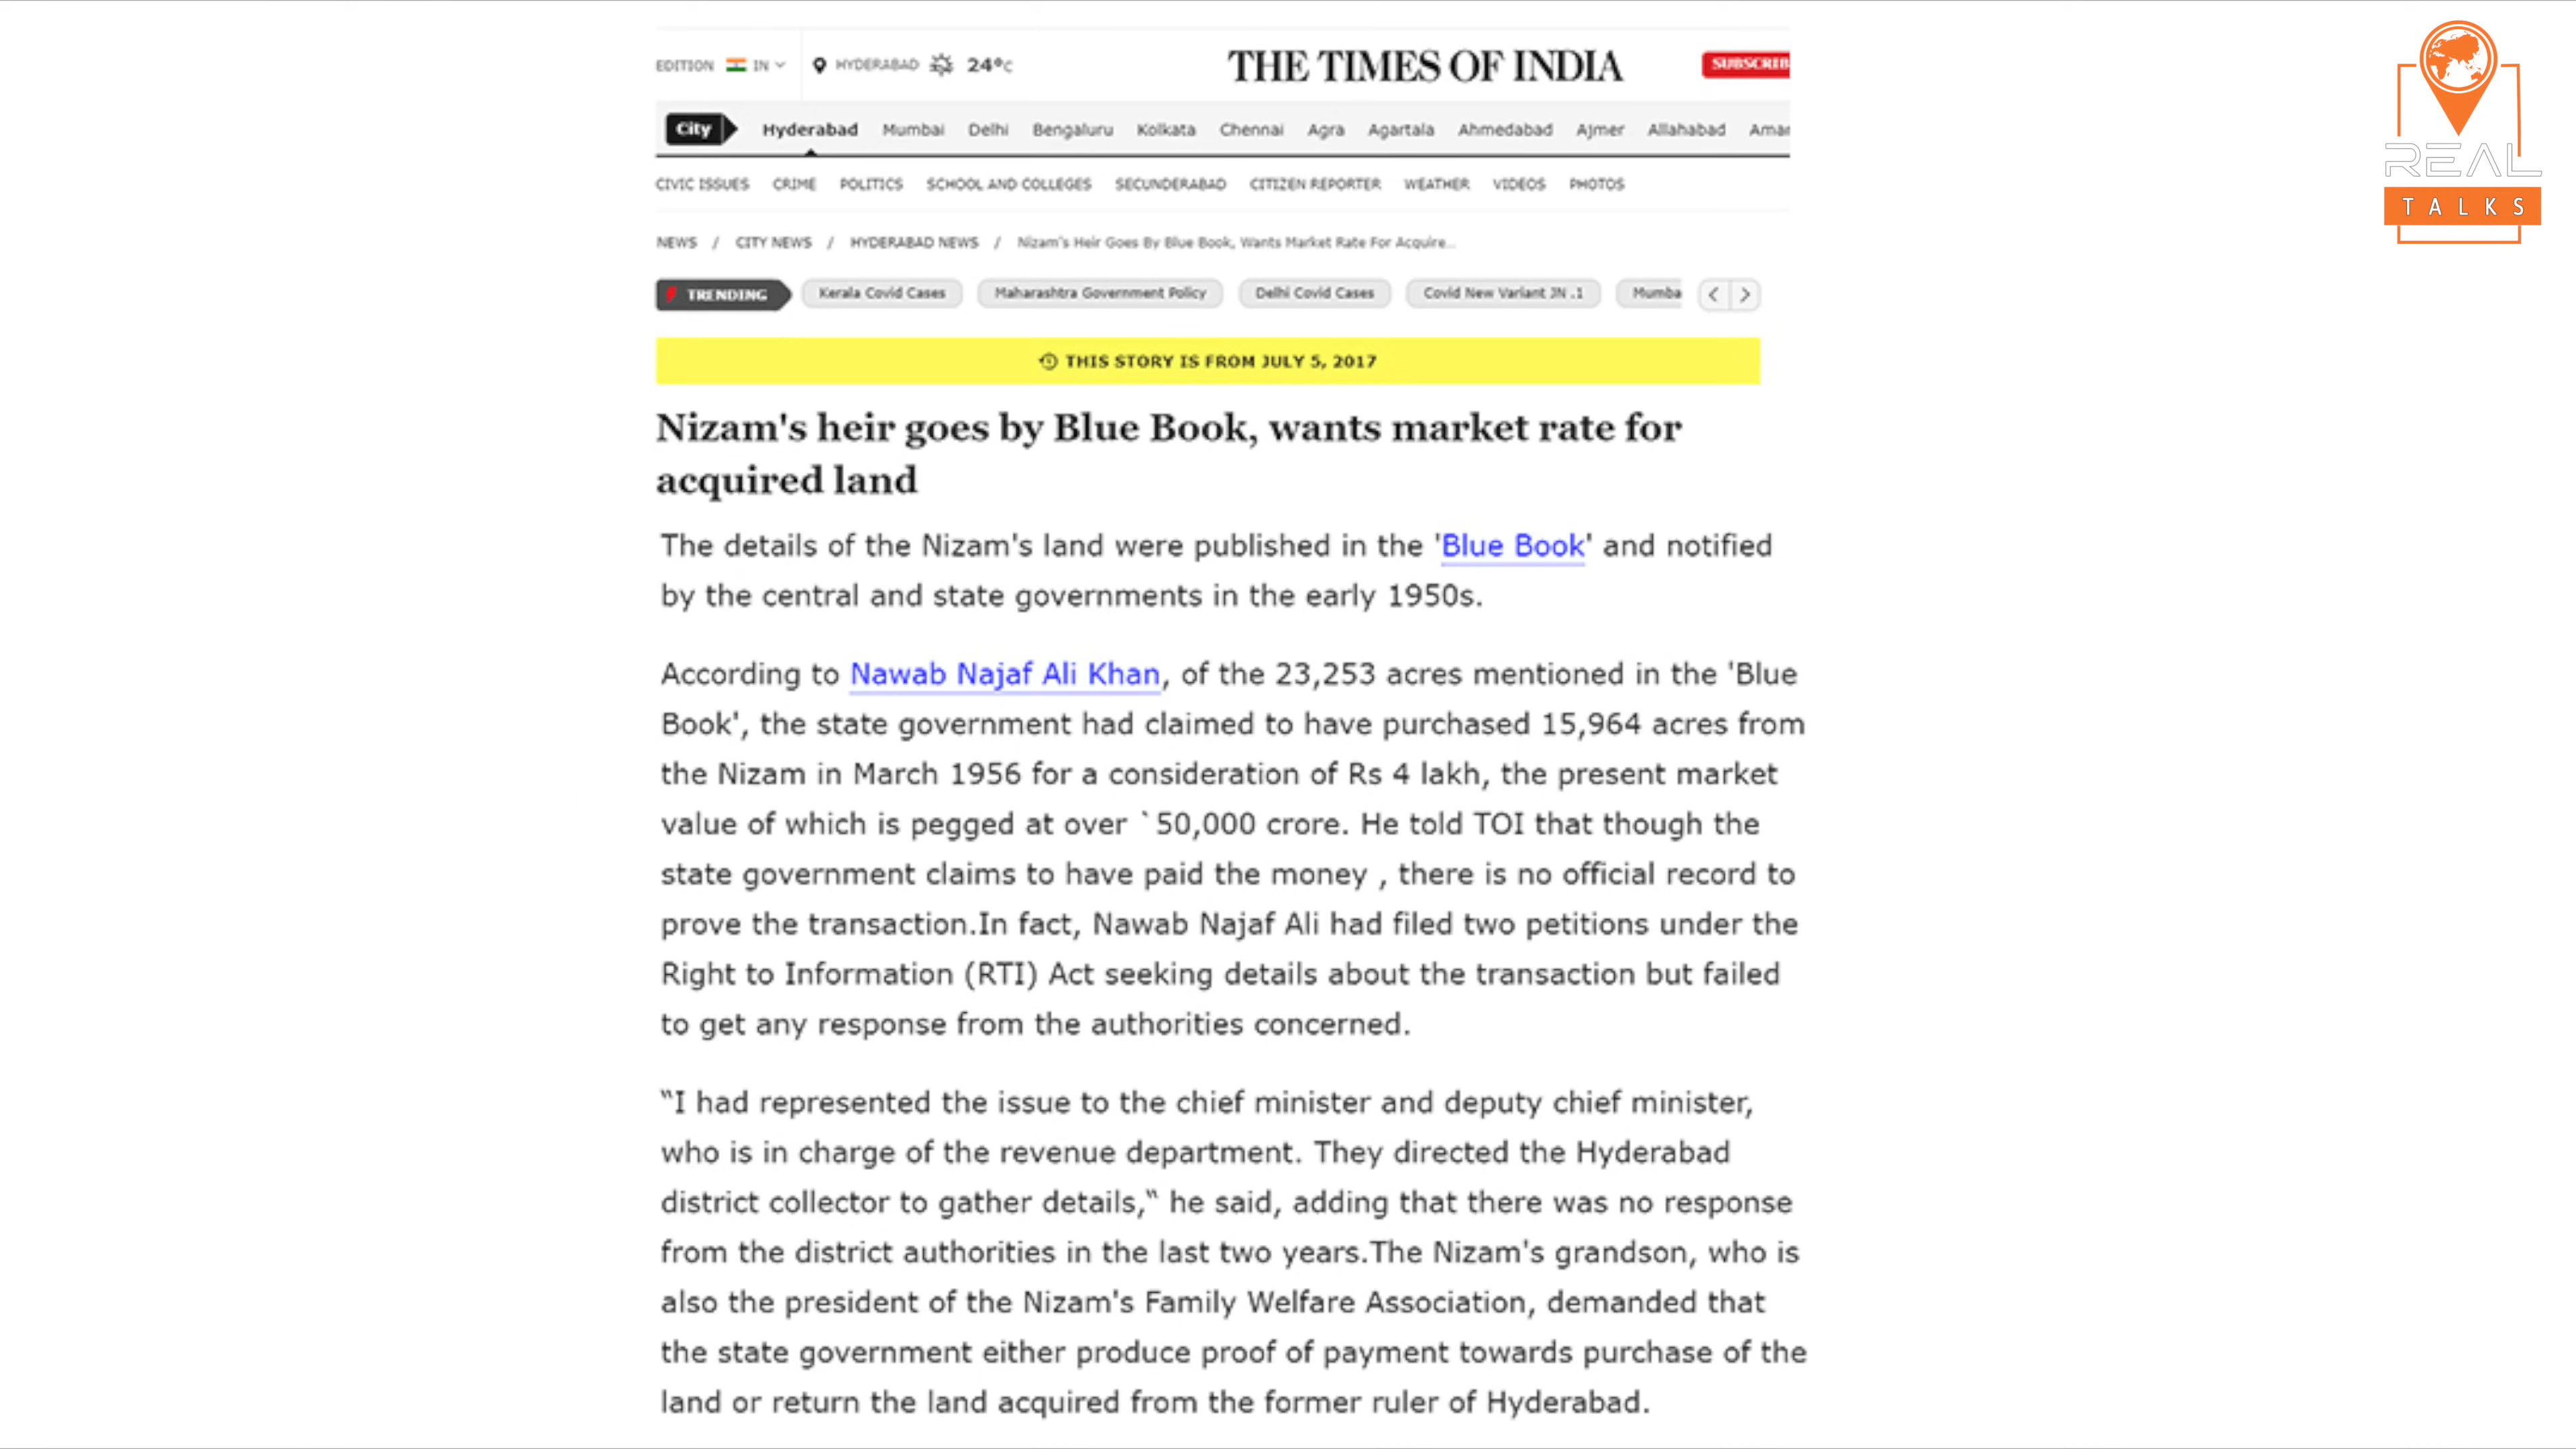 EDITION IN HYDERABAD 24°C THE TIMES OF INDIA SUBSCRIB
City Hyderabad Mumbai Delhi Bengaluru Kolkata Chennai Agra Agartala Ahmedabad Ajmer Allahabad Amar
CIVIC ISSUES CRIME POLITICS SCHOOL AND COLLEGES SECUNDERABAD CITIZEN REPORTER WEATHER VIDEOS PHOTOS
NEWS / CITY NEWS / HYDERABAD NEWS / Nizam's Heir Goes By Blue Book, Wants Market Rate For Acquire...
TRENDING Kerala Covid Cases Maharashtra Government Policy Delhi Covid Cases Covid New Variant JN .1 Mumba
THIS STORY IS FROM JULY 5, 2017
Nizam's heir goes by Blue Book, wants market rate for
acquired land
The details of the Nizam's land were published in the 'Blue Book' and notified
by the central and state governments in the early 1950s.
According to Nawab Najaf Ali Khan, of the 23,253 acres mentioned in the 'Blue
Book', the state government had claimed to have purchased 15,964 acres from
the Nizam in March 1956 for a consideration of Rs 4 lakh, the present market
value of which is pegged at over `50,000 crore. He told TOI that though the
state government claims to have paid the money , there is no official record to
prove the transaction.In fact, Nawab Najaf Ali had filed two petitions under the
Right to Information (RTI) Act seeking details about the transaction but failed
to get any response from the authorities concerned.
"I had represented the issue to the chief minister and deputy chief minister,
who is in charge of the revenue department. They directed the Hyderabad
district collector to gather details," he said, adding that there was no response
from the district authorities in the last two years.The Nizam's grandson, who is
also the president of the Nizam's Family Welfare Association, demanded that
the state government either produce proof of payment towards purchase of the
land or return the land acquired from the former ruler of Hyderabad.
REAL
TALKS